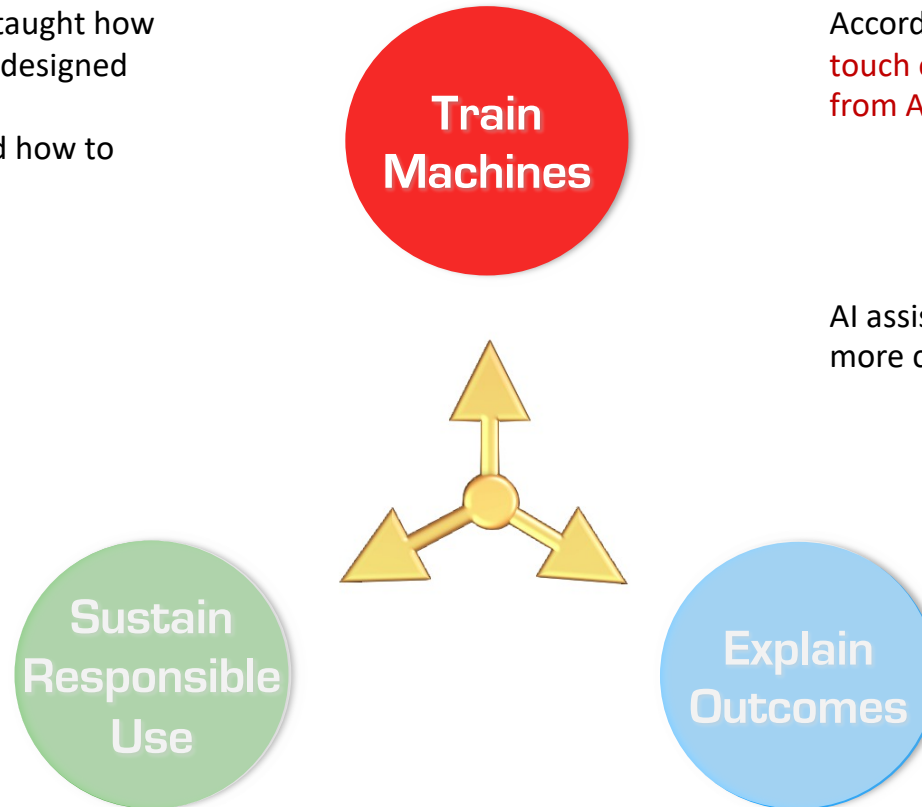 taught how
designed
d how to
Train
Machines
Accord
touch
from A
AI assis
more
Sustain
Responsible
Use
Explain
Outcomes